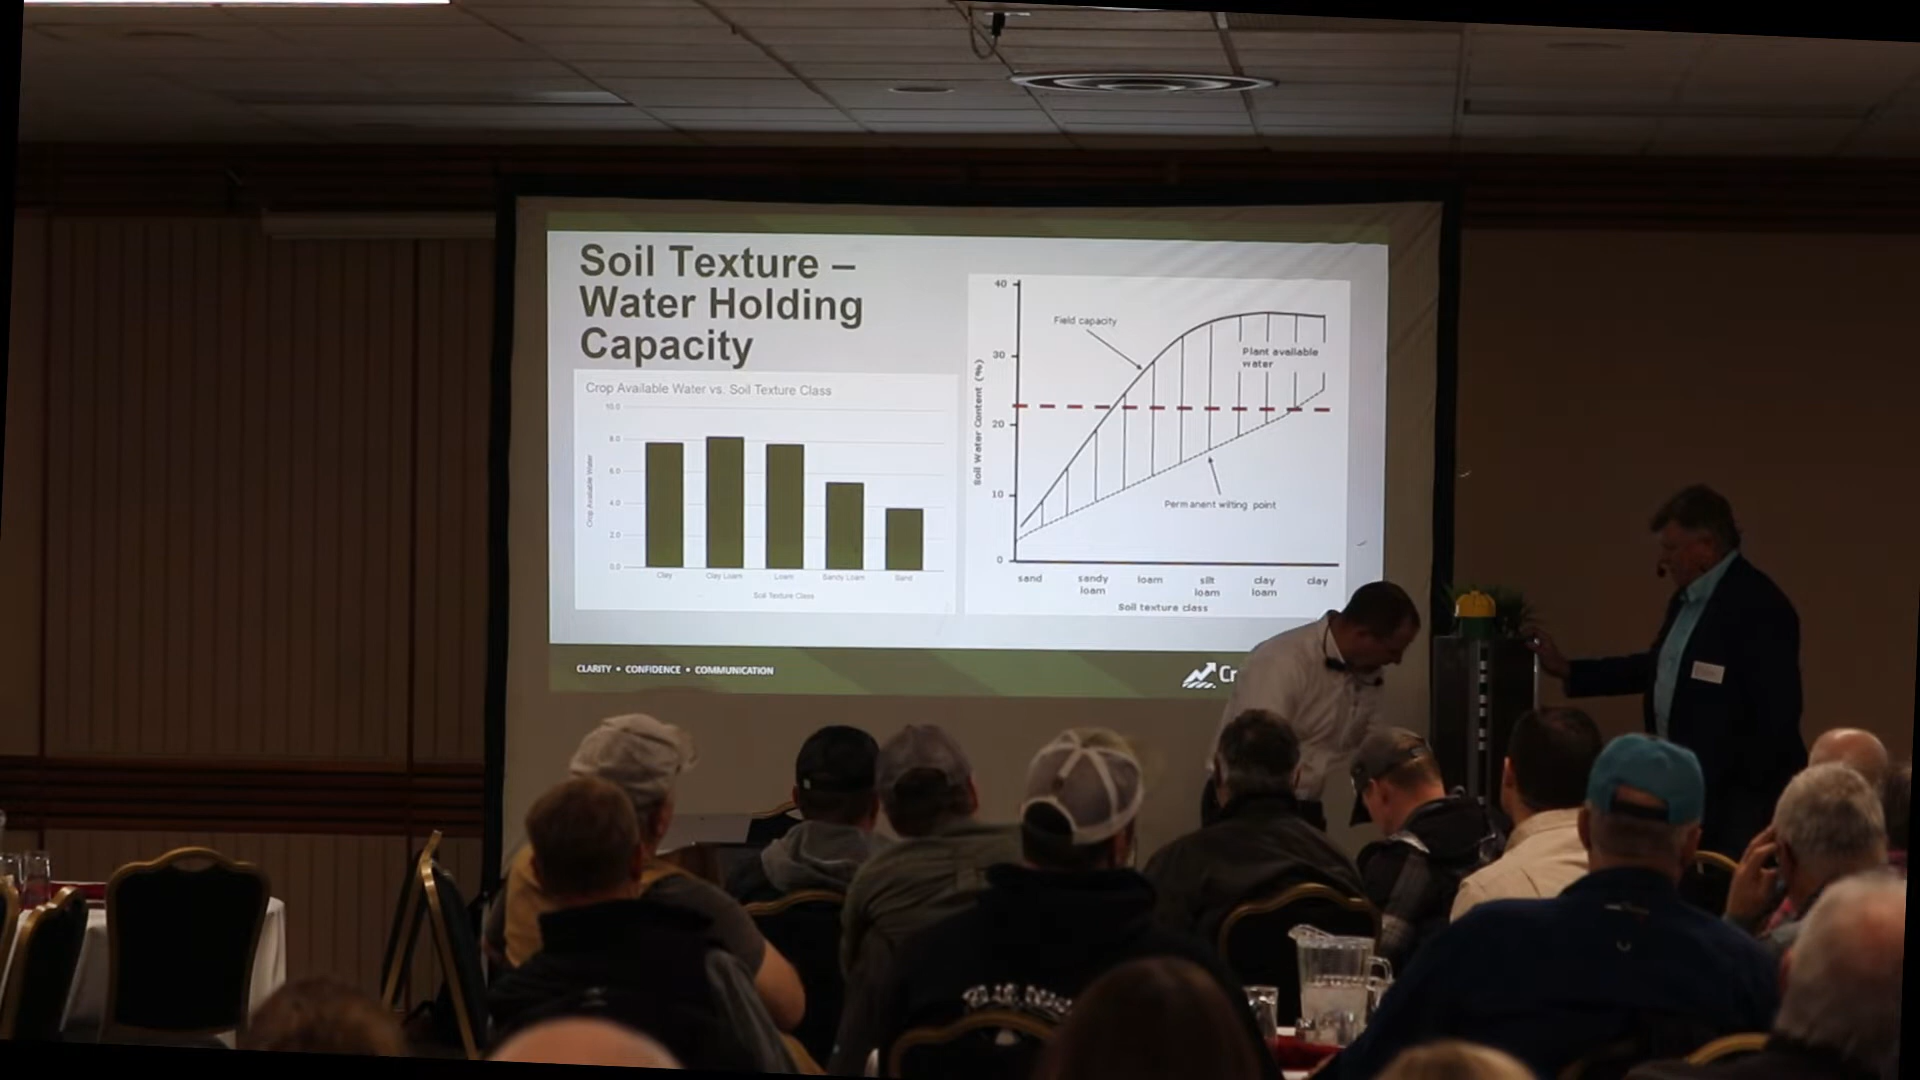 Soil Texture –
Water Holding
Capacity
Crop Available Water vs. Soil Texture Class
10.0
8.0
6.0
4.0
2.0
0.0
Crop Available Water
Clay
Clay Loam
Loam
Sandy Loam
Sand
Soil Texture Class
40
30
20
10
0
Soil Water Content (%)
Field capacity
Plant available
water
Permanent wilting point
sand
sandy
loam
loam
silt
loam
clay
loam
clay
Soil texture class
CLARITY • CONFIDENCE • COMMUNICATION
Cr